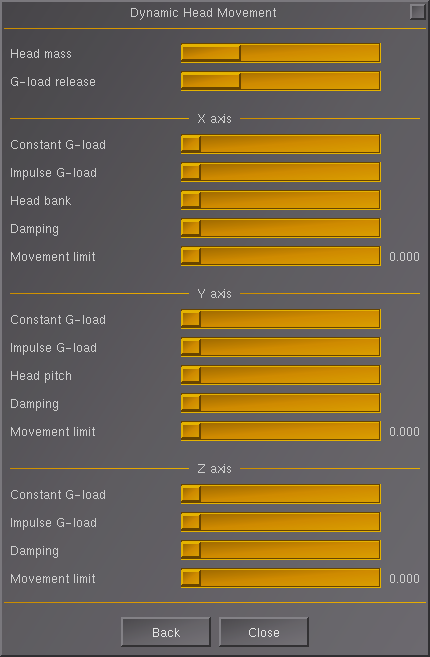 Dynamic Head Movement
Head mass
G-load release
X axis
Constant G-load
Impulse G-load
Head bank
Damping
Movement limit 0.000
Y axis
Constant G-load
Impulse G-load
Head pitch
Damping
Movement limit 0.000
Z axis
Constant G-load
Impulse G-load
Damping
Movement limit 0.000
Back Close